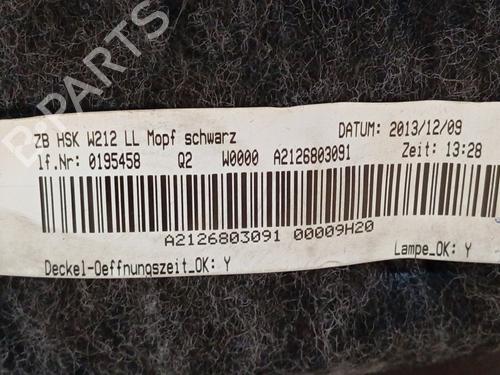 ZB HSK W212 LL Mopf schwarz DATUM: 2013/12/09
lf.Nr: 0195458 Q2 W0000 A2126803091 Zeit: 13:28
A2126803091 00009H20
Deckel-Oeffnungszeit_OK: Y Lampe_OK: Y
B-PARTS